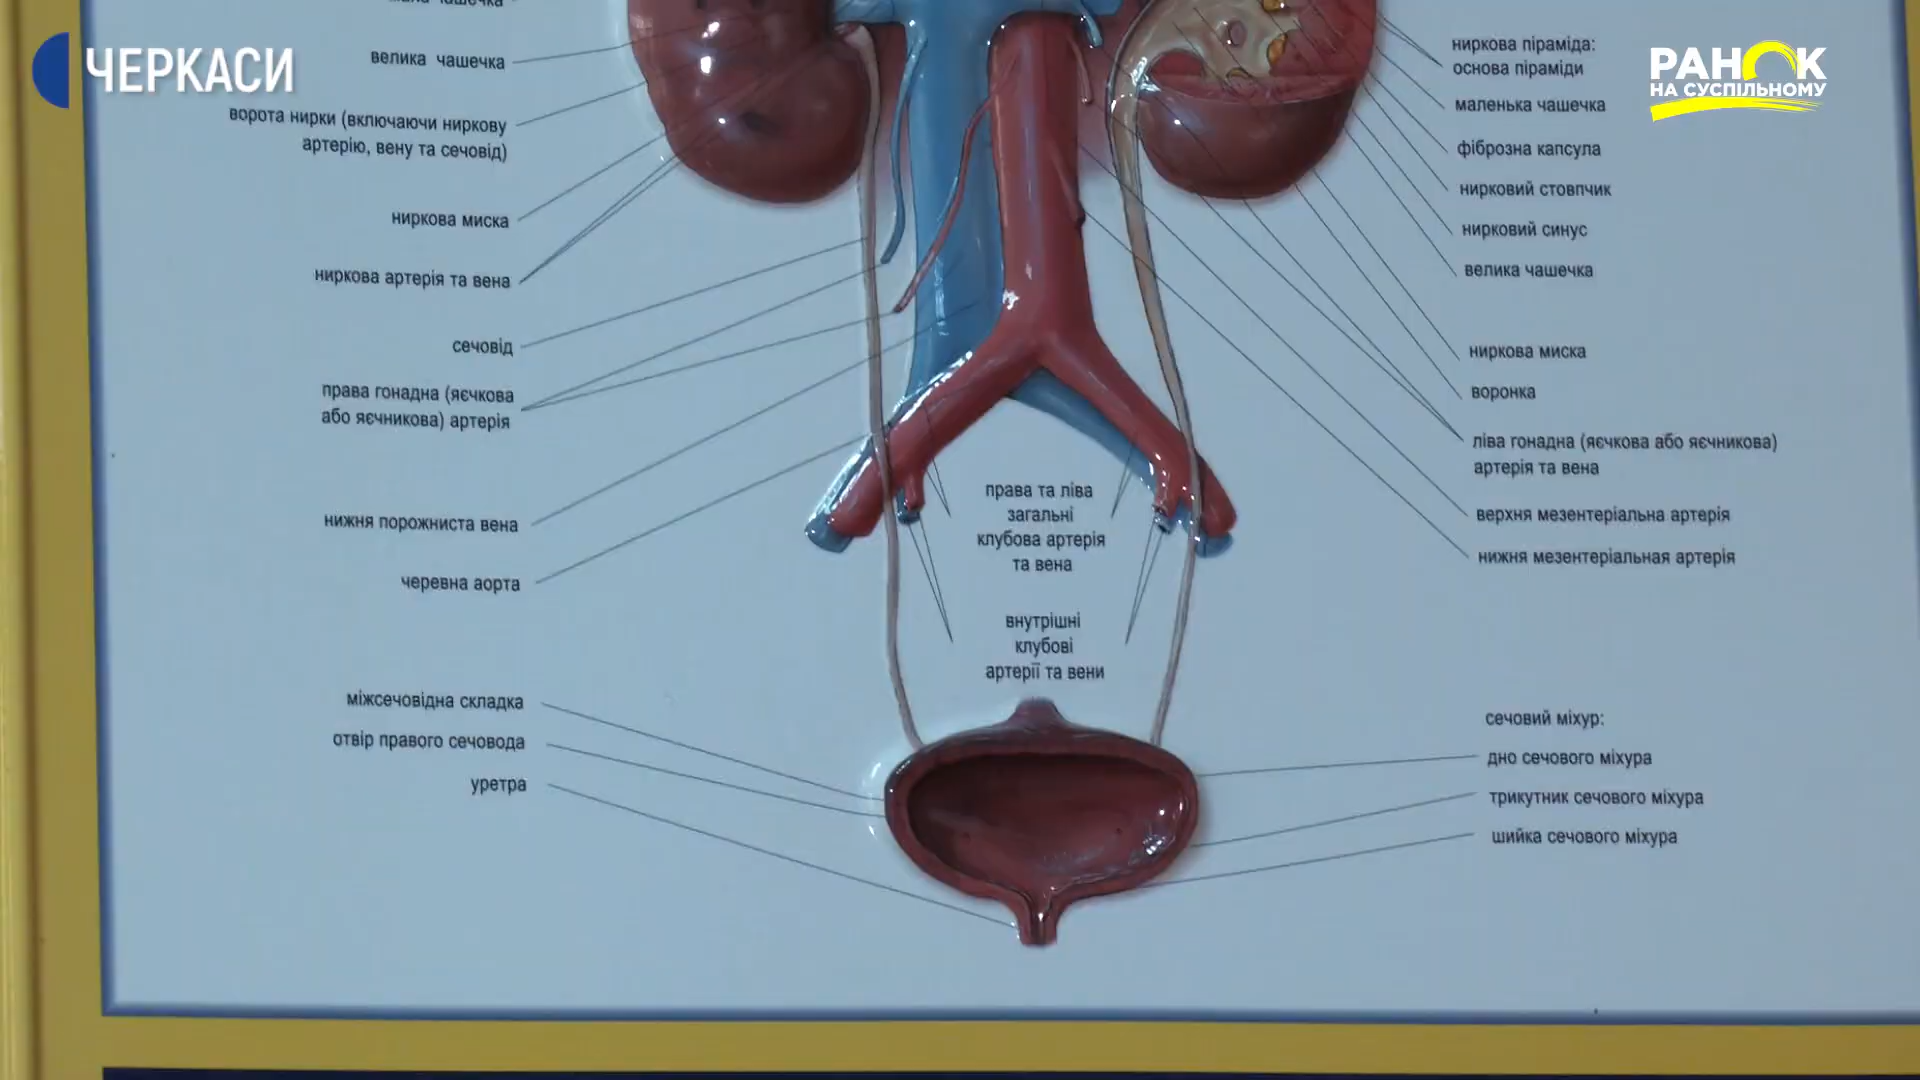 ЧЕРКАСИ
РАНОК
НА СУСПІЛЬНОМУ
чашечка
велика чашечка
ворота нирки (включаючи ниркову
артерію, вену та сечовід)
ниркова миска
ниркова артерія та вена
сечовід
права гонадна (яєчкова
або яєчникова) артерія
нижня порожниста вена
черевна аорта
міжсечовідна складка
отвір правого сечовода
уретра
права та ліва
загальні
клубова артерія
та вена
внутрішні
клубові
артерії та вени
ниркова піраміда:
основа піраміди
маленька чашечка
фіброзна капсула
нирковий стовпчик
нирковий синус
велика чашечка
ниркова миска
воронка
ліва гонадна (яєчкова або яєчникова)
артерія та вена
верхня мезентеріальна артерія
нижня мезентеріальная артерія
сечовий міхур:
дно сечового міхура
трикутник сечового міхура
шийка сечового міхура